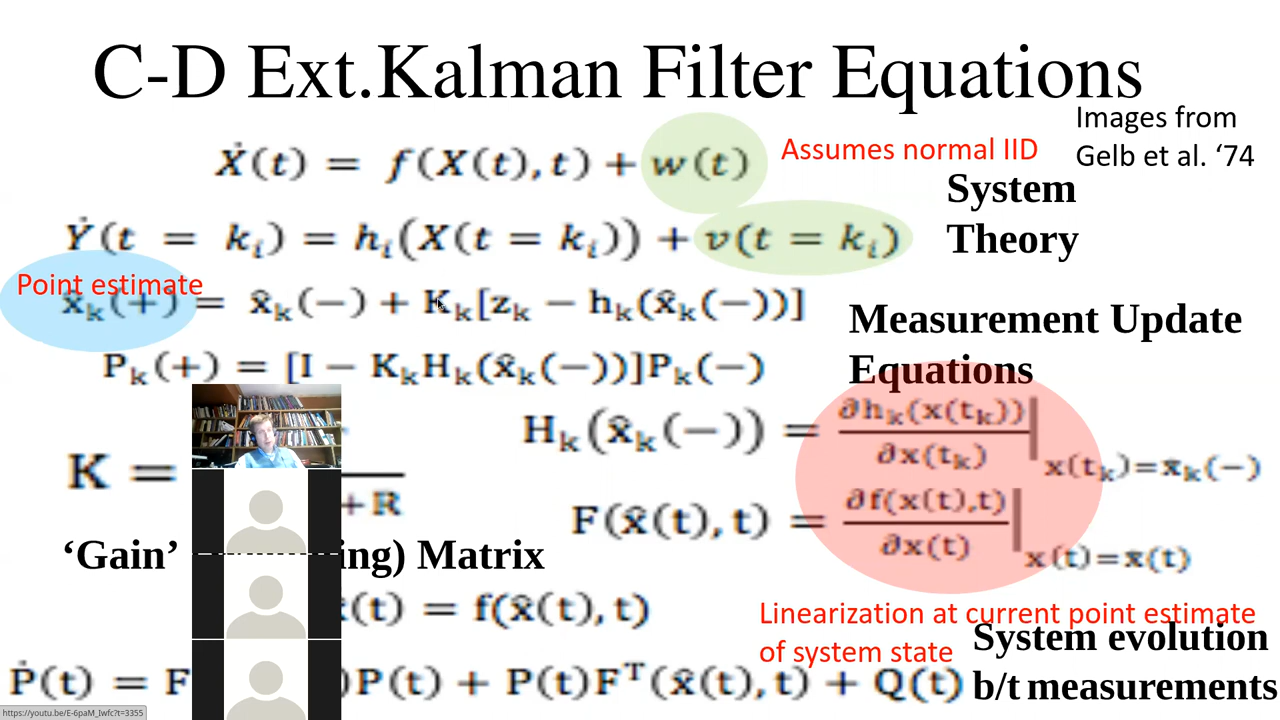 C-D Ext.Kalman Filter Equations
Images from
Gelb et al. ‘74
Ẋ(t) = f(X(t), t) + w(t)
Assumes normal IID
System
Theory
Ẏ(t = kᵢ) = hᵢ(X(t = kᵢ)) + v(t = kᵢ)
Point estimate
x̂ₖ(+) = x̂ₖ(−) + Kₖ[zₖ − hₖ(x̂ₖ(−))]
Measurement Update
Equations
Pₖ(+) = [I − KₖHₖ(x̂ₖ(−))]Pₖ(−)
Hₖ(x̂ₖ(−)) = ∂hₖ(x(tₖ))/∂x(tₖ) | x(tₖ)=x̂ₖ(−)
K =
+ R
F(x̂(t), t) = ∂f(x(t),t)/∂x(t) | x(t)=x̂(t)
‘Gain’ ing) Matrix
(t) = f(x̂(t), t)
Linearization at current point estimate
of system state
System evolution
b/t measurements
Ṗ(t) = F )P(t) + P(t)Fᵀ(x̂(t), t) + Q(t)
https://youtu.be/E-6paM_Iwfc?t=3355